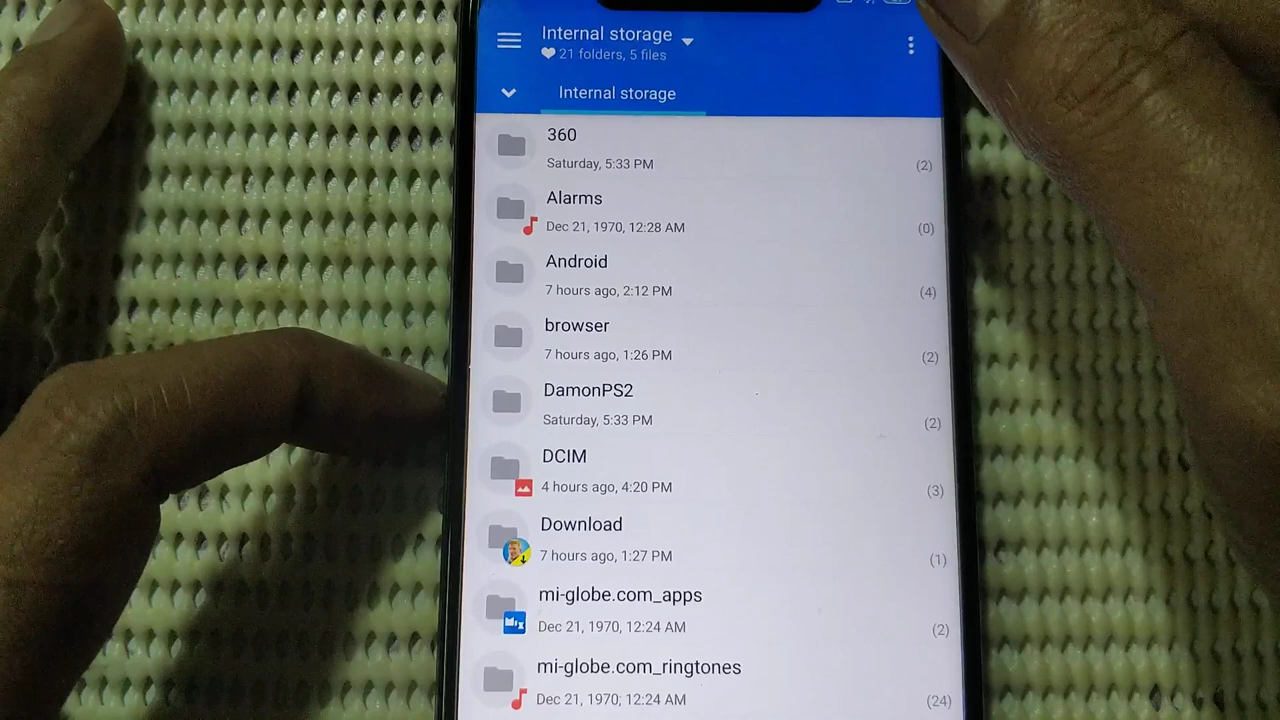 Internal storage
21 folders, 5 files
Internal storage
360
Saturday, 5:33 PM
(2)
Alarms
Dec 21, 1970, 12:28 AM
(0)
Android
7 hours ago, 2:12 PM
(4)
browser
7 hours ago, 1:26 PM
(2)
DamonPS2
Saturday, 5:33 PM
(2)
DCIM
4 hours ago, 4:20 PM
(3)
Download
7 hours ago, 1:27 PM
(1)
mi-globe.com_apps
Mix
Dec 21, 1970, 12:24 AM
(2)
mi-globe.com_ringtones
Dec 21, 1970, 12:24 AM
(24)